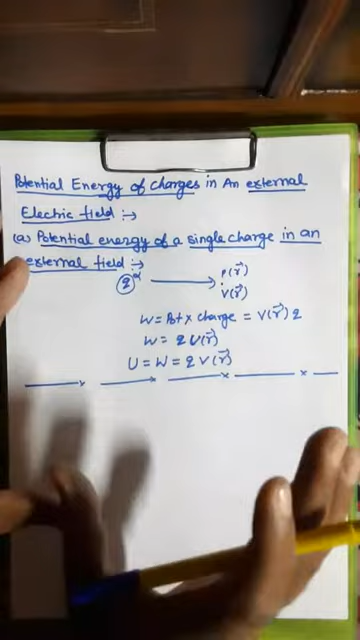 Potential Energy of charges in An external
Electric field :→
(a) Potential energy of a single charge in an
external field :→
q ∞ → P(r⃗)
V(r⃗)
W = Pot × charge = V(r⃗) q
W = q V(r⃗)
U = W = q V(r⃗)